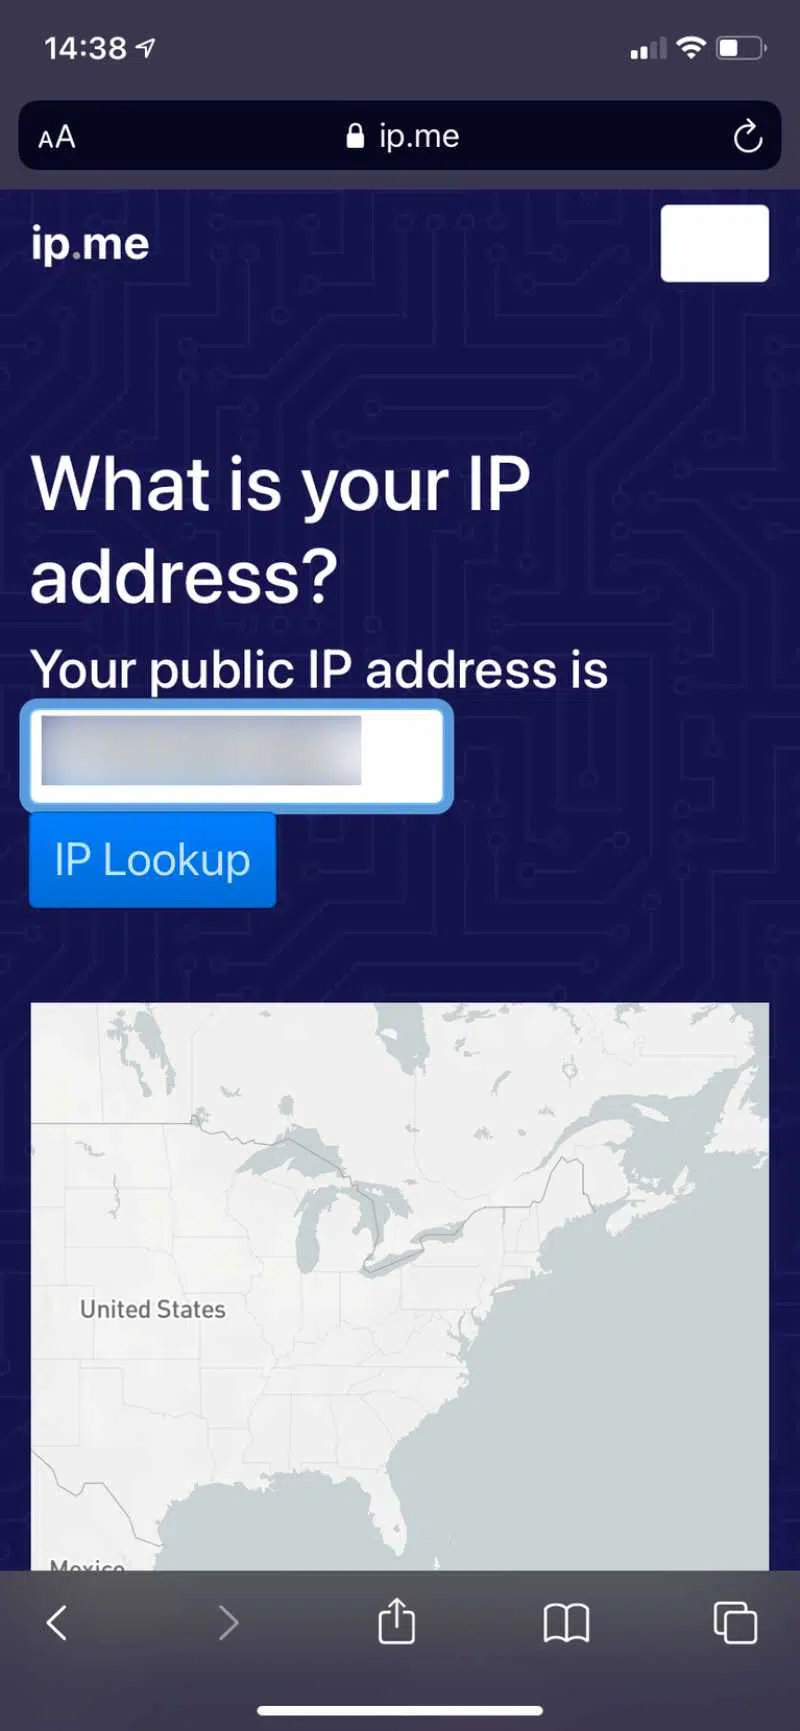 14:38
AA ip.me
ip.me
What is your IP
address?
Your public IP address is
IP Lookup
United States
Mexico